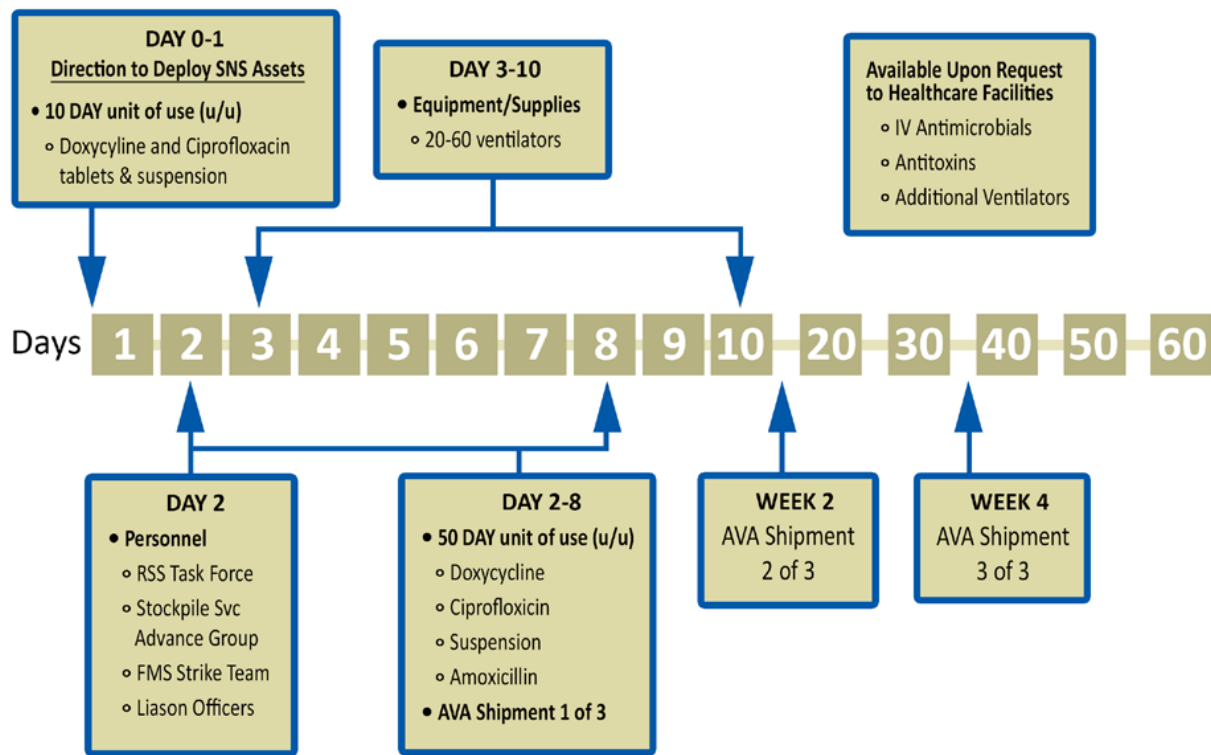 DAY 0-1
Direction to Deploy SNS Assets
• 10 DAY unit of use (u/u)
o Doxycyline and Ciprofloxacin
tablets & suspension
DAY 3-10
• Equipment/Supplies
o 20-60 ventilators
Available Upon Request
to Healthcare Facilities
o IV Antimicrobials
o Antitoxins
o Additional Ventilators
Days 1 2 3 4 5 6 7 8 9 10 20 30 40 50 60
DAY 2
• Personnel
o RSS Task Force
o Stockpile Svc
Advance Group
o FMS Strike Team
o Liason Officers
DAY 2-8
• 50 DAY unit of use (u/u)
o Doxycycline
o Ciprofloxicin
o Suspension
o Amoxicillin
• AVA Shipment 1 of 3
WEEK 2
AVA Shipment
2 of 3
WEEK 4
AVA Shipment
3 of 3